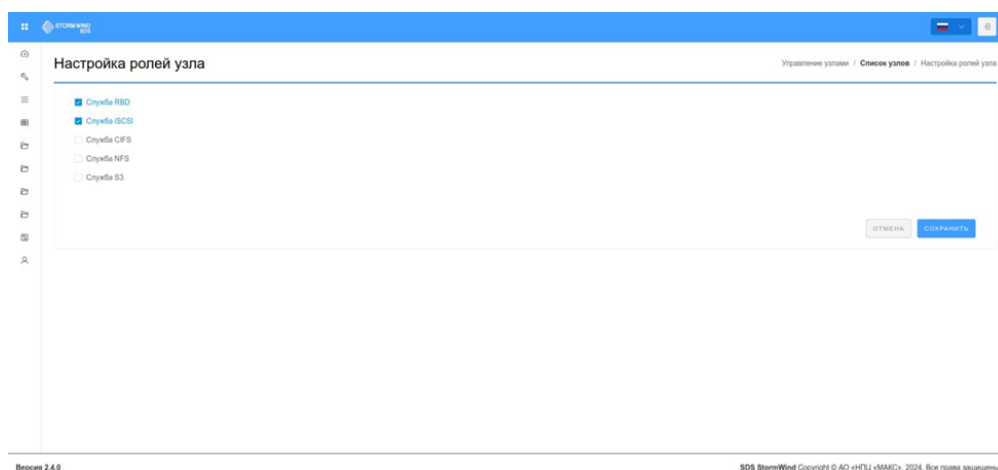 STORMWIND
SDS
Настройка ролей узла
Управление узлами / Список узлов / Настройка ролей узла
Служба RBD
Служба iSCSI
Служба CIFS
Служба NFS
Служба S3
ОТМЕНА
СОХРАНИТЬ
Версия 2.4.0
SDS StormWind Copyright © АО «НПЦ «МАКС», 2024. Все права защищены